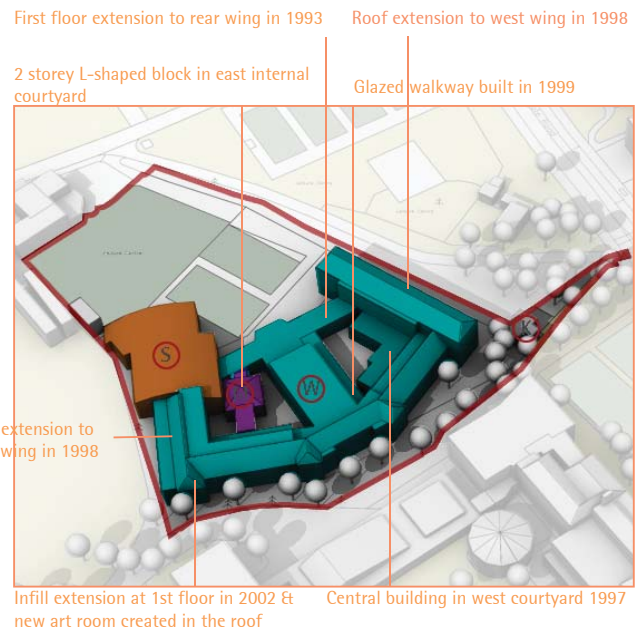 First floor extension to rear wing in 1993
Roof extension to west wing in 1998
2 storey L-shaped block in east internal
courtyard
Glazed walkway built in 1999
S
W
K
extension to
wing in 1998
Infill extension at 1st floor in 2002 &
new art room created in the roof
Central building in west courtyard 1997